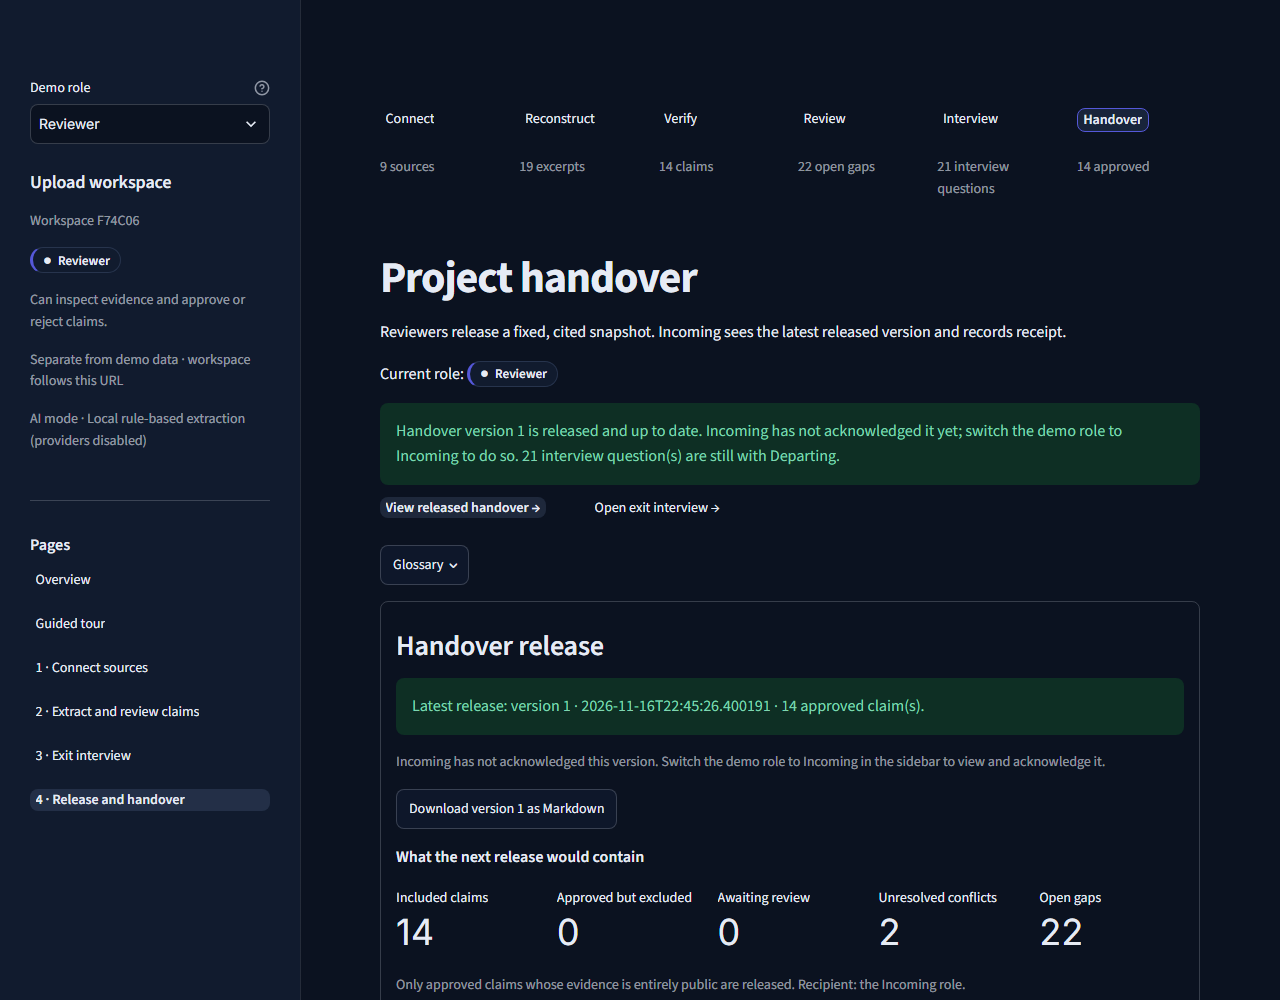 Demo role
Reviewer
Upload workspace
Workspace F74C06
Reviewer
Can inspect evidence and approve or
reject claims.
Separate from demo data · workspace
follows this URL
AI mode · Local rule-based extraction
(providers disabled)
Pages
Overview
Guided tour
1 · Connect sources
2 · Extract and review claims
3 · Exit interview
4 · Release and handover
Connect
Reconstruct
Verify
Review
Interview
Handover
9 sources
19 excerpts
14 claims
22 open gaps
21 interview
questions
14 approved
Project handover
Reviewers release a fixed, cited snapshot. Incoming sees the latest released version and records receipt.
Current role: Reviewer
Handover version 1 is released and up to date. Incoming has not acknowledged it yet; switch the demo role to
Incoming to do so. 21 interview question(s) are still with Departing.
View released handover →
Open exit interview →
Glossary
Handover release
Latest release: version 1 · 2026-11-16T22:45:26.400191 · 14 approved claim(s).
Incoming has not acknowledged this version. Switch the demo role to Incoming in the sidebar to view and acknowledge it.
Download version 1 as Markdown
What the next release would contain
Included claims
Approved but excluded
Awaiting review
Unresolved conflicts
Open gaps
14
0
0
2
22
Only approved claims whose evidence is entirely public are released. Recipient: the Incoming role.